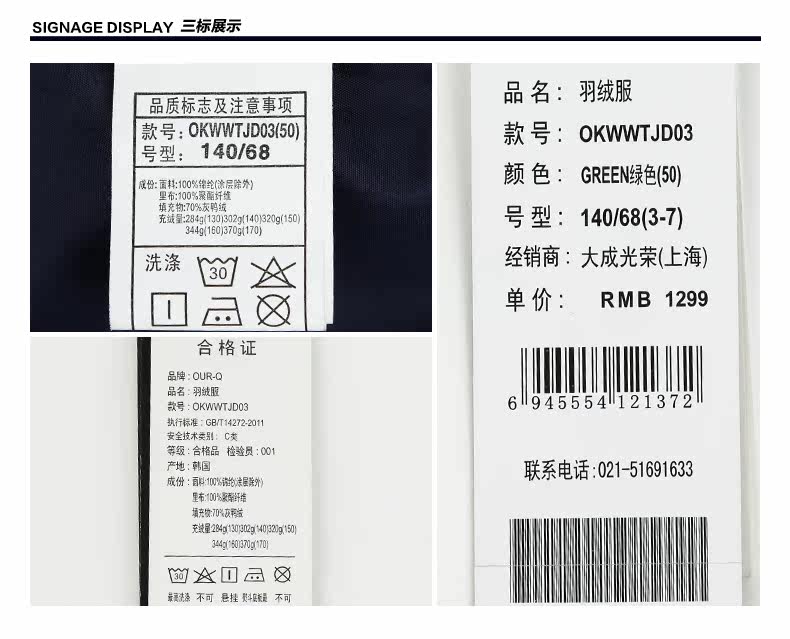 SIGNAGE DISPLAY 三标展示
品质标志及注意事项
款号: OKWWTJD03(50)
号型: 140/68
成份: 面料:100%锦纶(涂层除外)
里布:100%聚酯纤维
填充物:70%灰鸭绒
充绒量:284g(130)302g(140)320g(150)
344g(160)370g(170)
洗涤
30
品名: 羽绒服
款号: OKWWTJD03
颜色: GREEN绿色(50)
号型: 140/68(3-7)
经销商: 大成光荣(上海)
单价: RMB 1299
6 945554 121372
联系电话:021-51691633
合格证
品牌: OUR-Q
品名: 羽绒服
款号: OKWWTJD03
执行标准: GB/T14272-2011
安全技术类别: C类
等级: 合格品 检验员: 001
产地: 韩国
成份: 面料:100%锦纶(涂层除外)
里布:100%聚酯纤维
填充物:70%灰鸭绒
充绒量:284g(130)302g(140)320g(150)
344g(160)370g(170)
30
不可 悬挂 不可